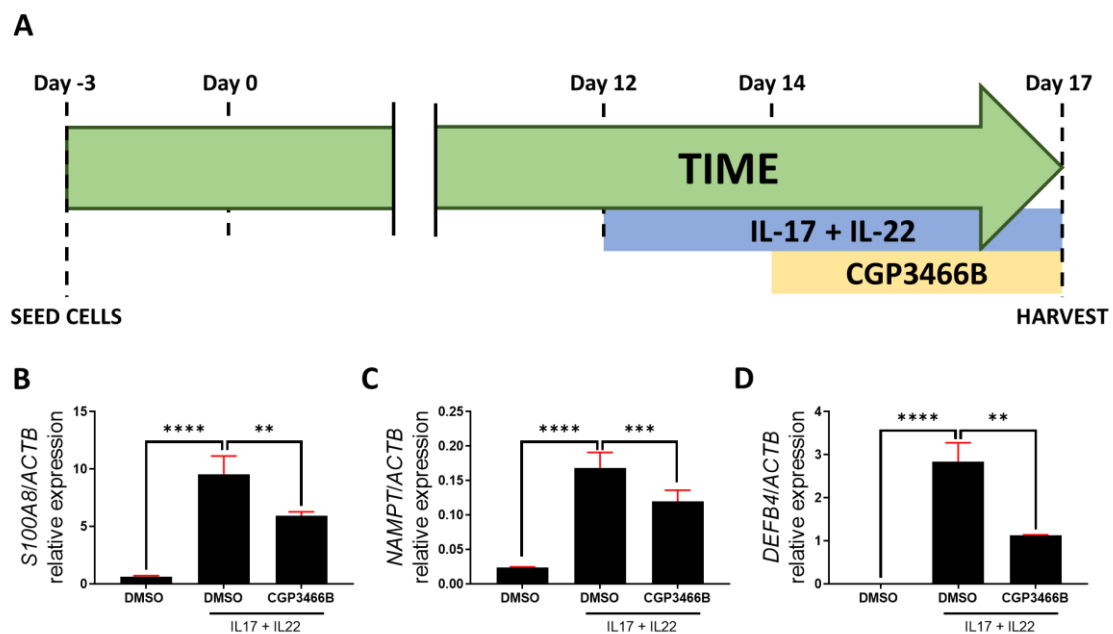 A
Day -3
Day 0
Day 12
Day 14
Day 17
TIME
IL-17 + IL-22
CGP3466B
SEED CELLS
HARVEST
B
S100A8/ACTB
relative expression
15
10
5
0
****
**
DMSO
DMSO
CGP3466B
IL17 + IL22
C
NAMPT/ACTB
relative expression
0.25
0.20
0.15
0.10
0.05
0.00
****
***
DMSO
DMSO
CGP3466B
IL17 + IL22
D
DEFB4/ACTB
relative expression
4
3
2
1
0
****
**
DMSO
DMSO
CGP3466B
IL17 + IL22